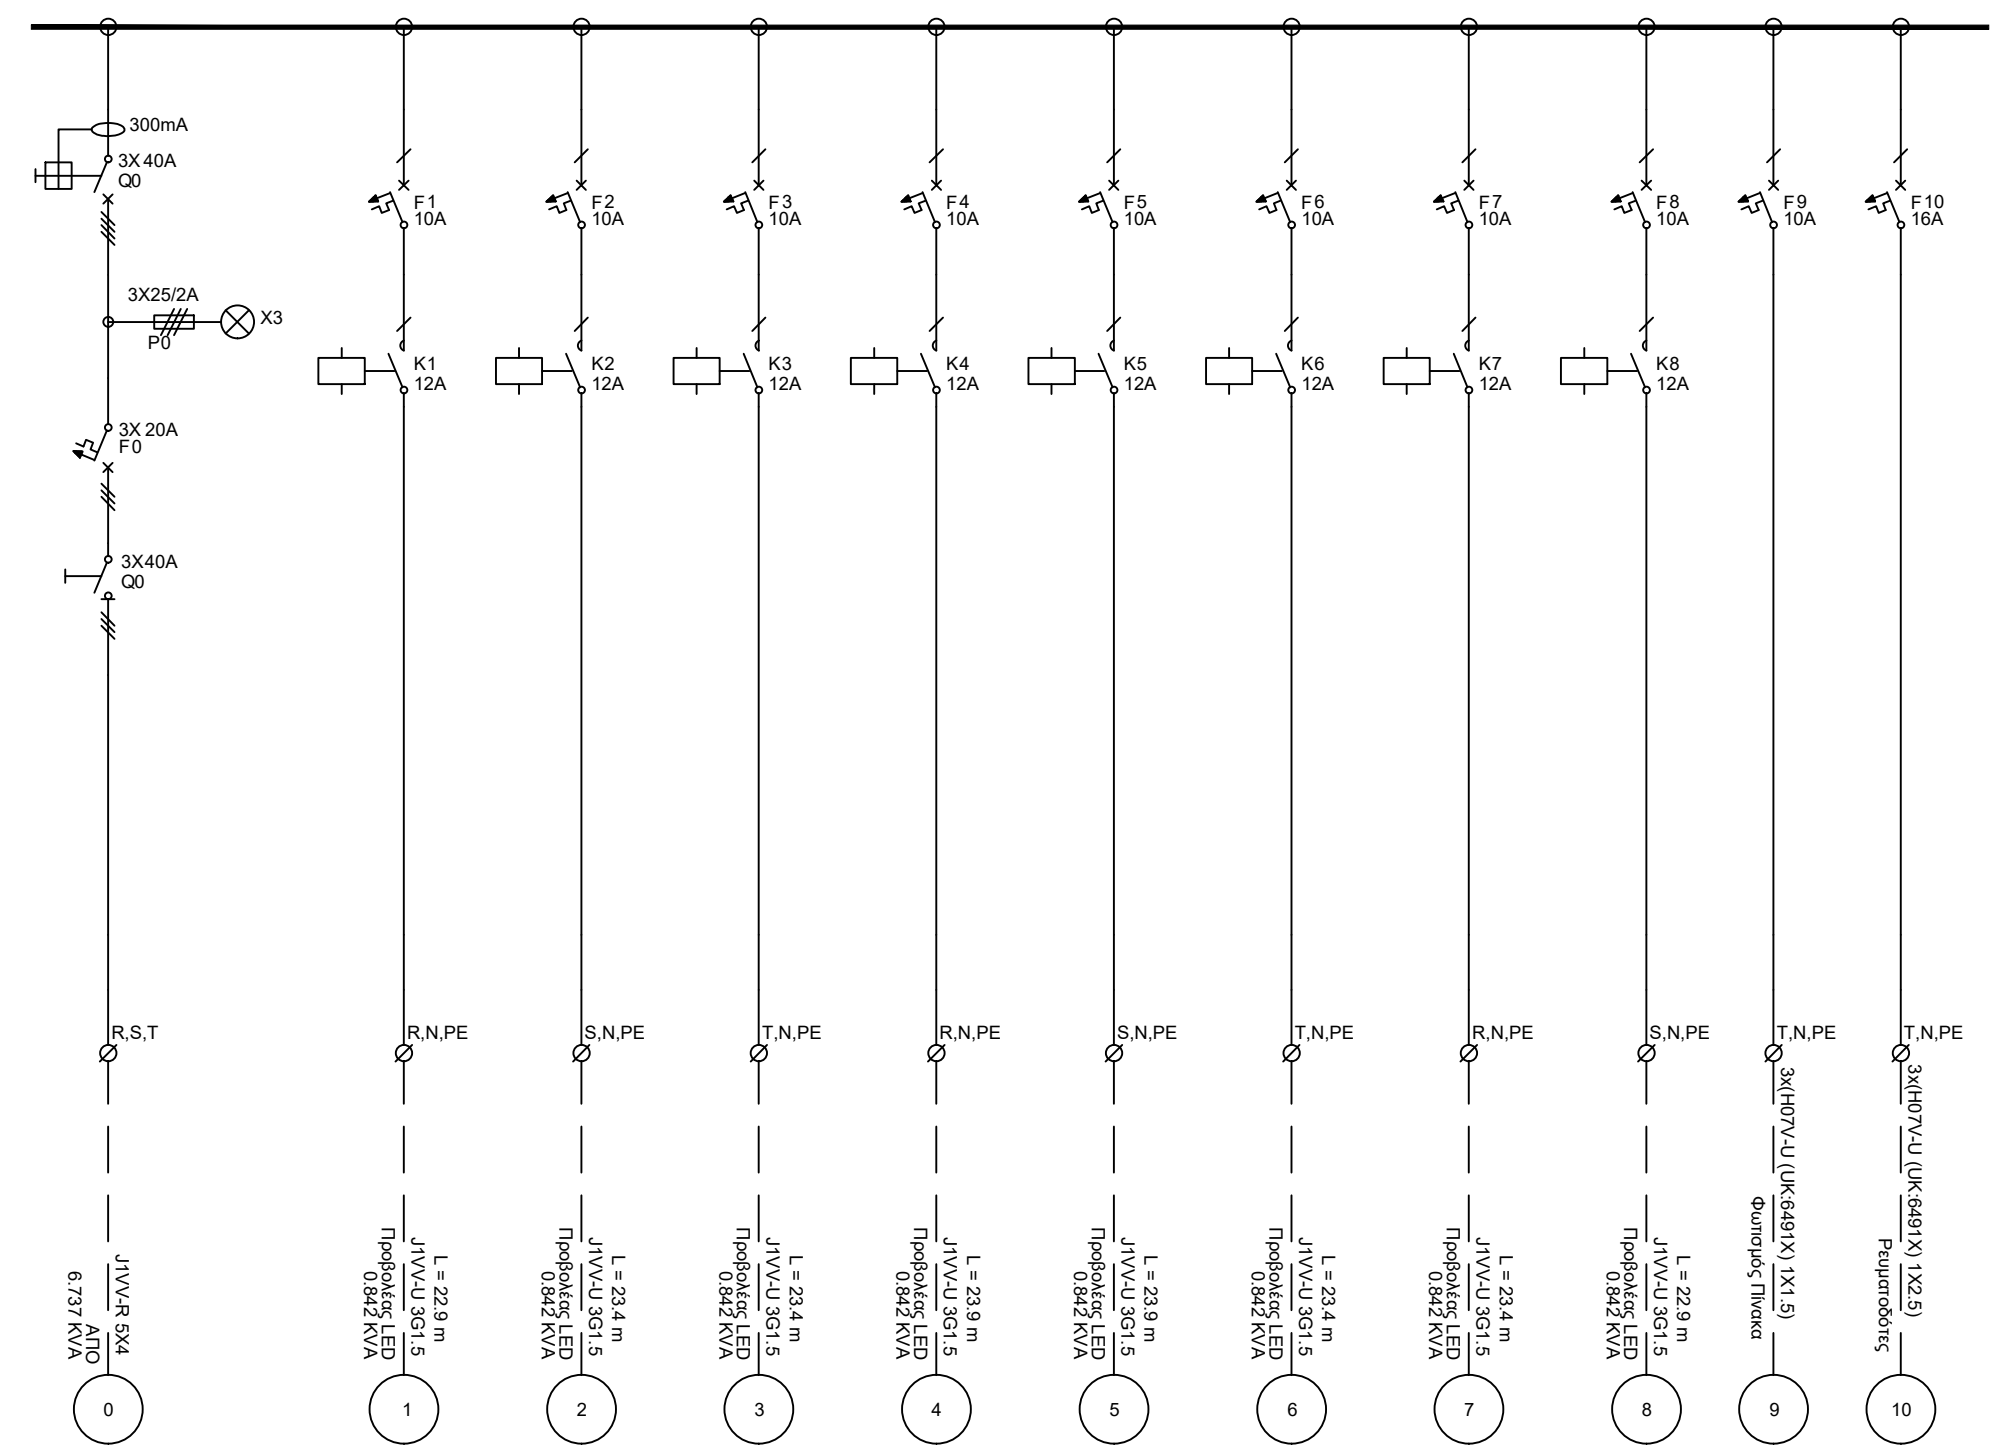 300mA
3X40A
Q0
3X25/2A
P0
X3
3X20A
F0
3X40A
Q0
R,S,T
J1VV-R 5X4
ΑΠΟ
6.737 KVA
0
F1
10A
K1
12A
R,N,PE
L = 22.9 m
J1VV-U 3G1.5
Προβολέας LED
0.842 KVA
1
F2
10A
K2
12A
S,N,PE
L = 23.4 m
J1VV-U 3G1.5
Προβολέας LED
0.842 KVA
2
F3
10A
K3
12A
T,N,PE
L = 23.4 m
J1VV-U 3G1.5
Προβολέας LED
0.842 KVA
3
F4
10A
K4
12A
R,N,PE
L = 23.9 m
J1VV-U 3G1.5
Προβολέας LED
0.842 KVA
4
F5
10A
K5
12A
S,N,PE
L = 23.9 m
J1VV-U 3G1.5
Προβολέας LED
0.842 KVA
5
F6
10A
K6
12A
T,N,PE
L = 23.4 m
J1VV-U 3G1.5
Προβολέας LED
0.842 KVA
6
F7
10A
K7
12A
R,N,PE
L = 23.4 m
J1VV-U 3G1.5
Προβολέας LED
0.842 KVA
7
F8
10A
K8
12A
S,N,PE
L = 22.9 m
J1VV-U 3G1.5
Προβολέας LED
0.842 KVA
8
F9
10A
T,N,PE
3x(H07V-U (UK:6491X) 1X1.5)
Φωτισμός Πίνακα
9
F10
16A
T,N,PE
3x(H07V-U (UK:6491X) 1X2.5)
Ρευματοδότες
10